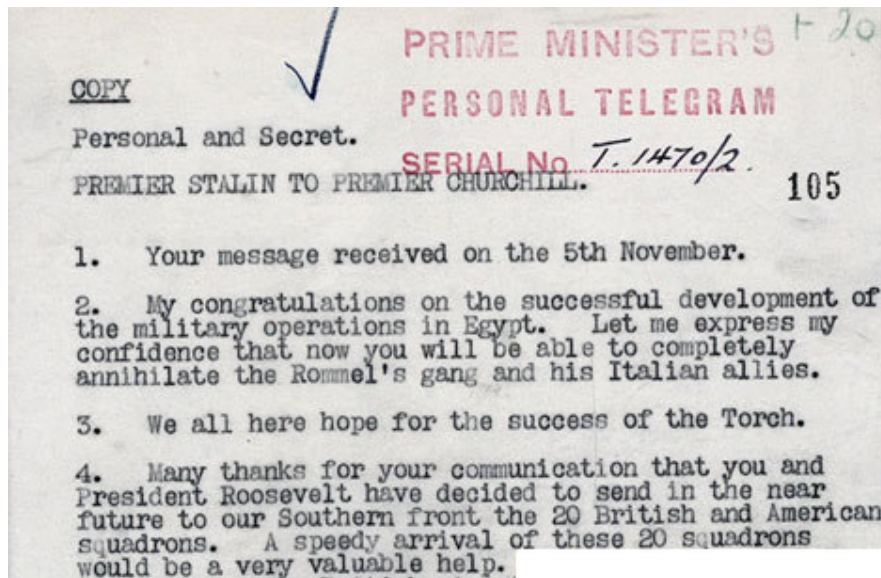 PRIME MINISTER'S
+ 20
COPY
PERSONAL TELEGRAM
Personal and Secret.
SERIAL No T. 1470/2.
PREMIER STALIN TO PREMIER CHURCHILL.
105
1. Your message received on the 5th November.
2. My congratulations on the successful development of
the military operations in Egypt. Let me express my
confidence that now you will be able to completely
annihilate the Rommel's gang and his Italian allies.
3. We all here hope for the success of the Torch.
4. Many thanks for your communication that you and
President Roosevelt have decided to send in the near
future to our Southern front the 20 British and American
squadrons. A speedy arrival of these 20 squadrons
would be a very valuable help.